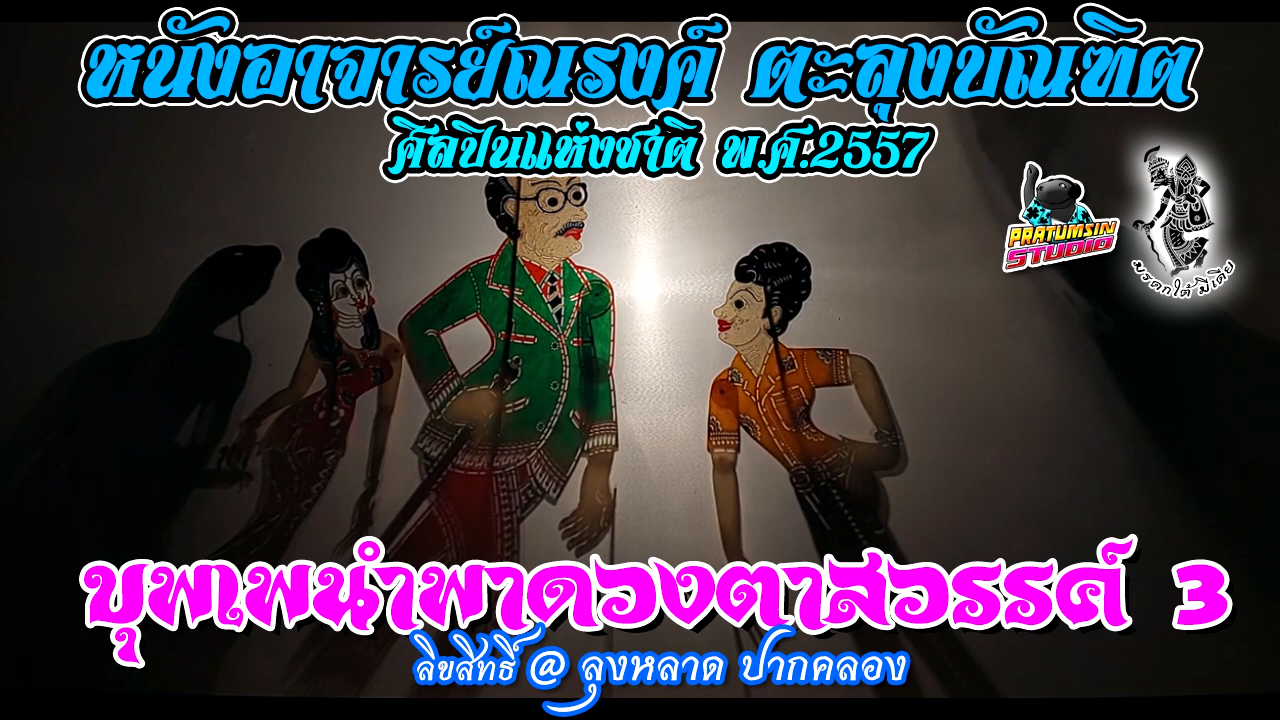 หนังอาจารย์ณรงค์ ตะลุงบัณฑิต
ศิลปินแห่งชาติ พ.ศ.2557
PRATUMSIN
STUDIO
มรดกใต้ มีเดีย
บุพเพนำพาดวงตาสวรรค์ 3
ลิขสิทธิ์ @ ลุงหลาด ปากคลอง